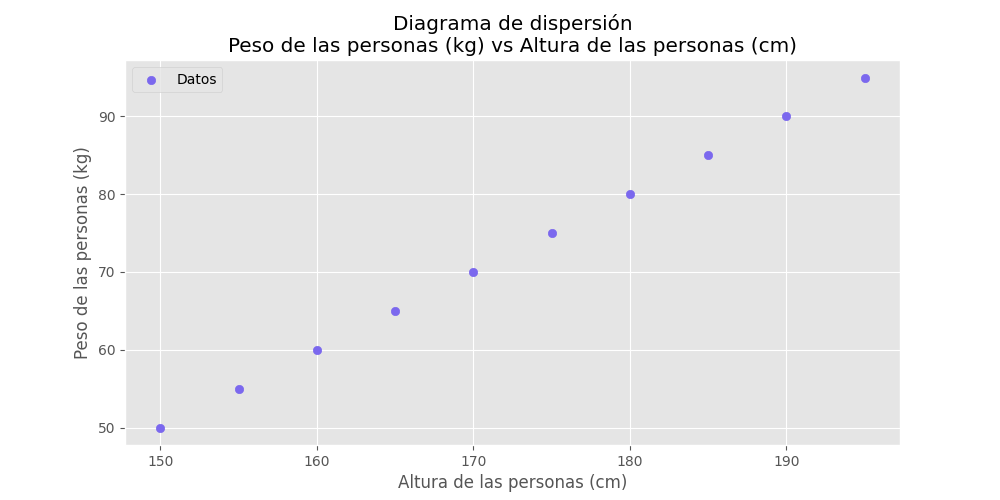 Diagrama de dispersión
Peso de las personas (kg) vs Altura de las personas (cm)
Datos
Peso de las personas (kg)
90
80
70
60
50
150 160 170 180 190
Altura de las personas (cm)